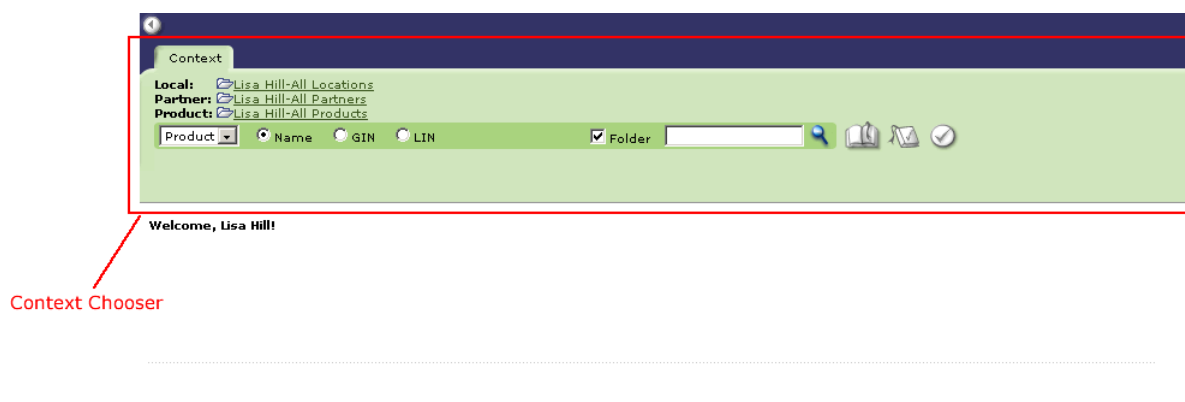 Context
Local: Lisa Hill-All Locations
Partner: Lisa Hill-All Partners
Product: Lisa Hill-All Products
Product Name GIN LIN Folder
Welcome, Lisa Hill!
Context Chooser